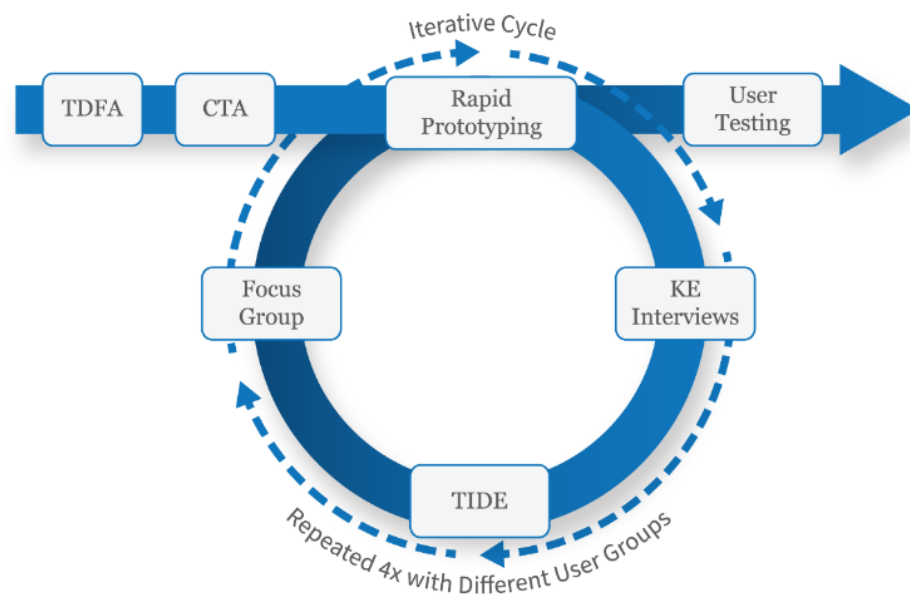 Iterative Cycle
TDFA
CTA
Rapid
Prototyping
User
Testing
Focus
Group
KE
Interviews
TIDE
Repeated 4x with Different User Groups